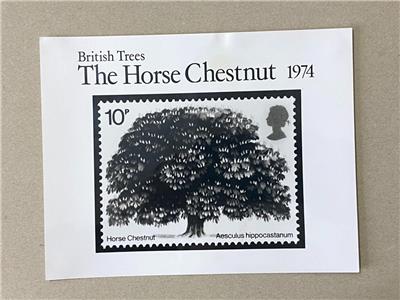 British Trees
The Horse Chestnut 1974
10P
Horse Chestnut
Aesculus hippocastanum